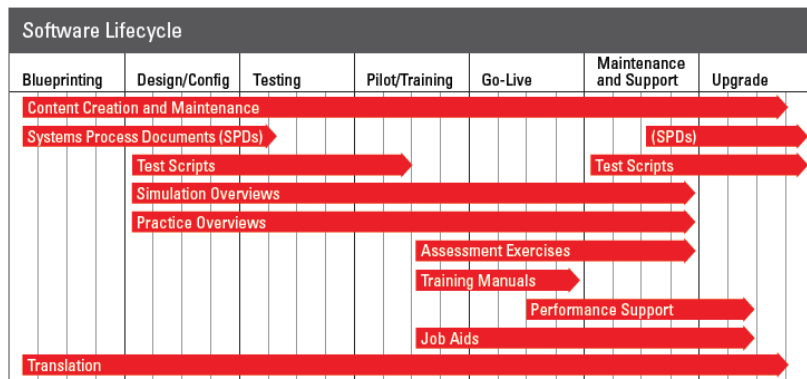 Software Lifecycle
Blueprinting
Design/Config
Testing
Pilot/Training
Go-Live
Maintenance
and Support
Upgrade
Content Creation and Maintenance
Systems Process Documents (SPDs)
(SPDs)
Test Scripts
Test Scripts
Simulation Overviews
Practice Overviews
Assessment Exercises
Training Manuals
Performance Support
Job Aids
Translation